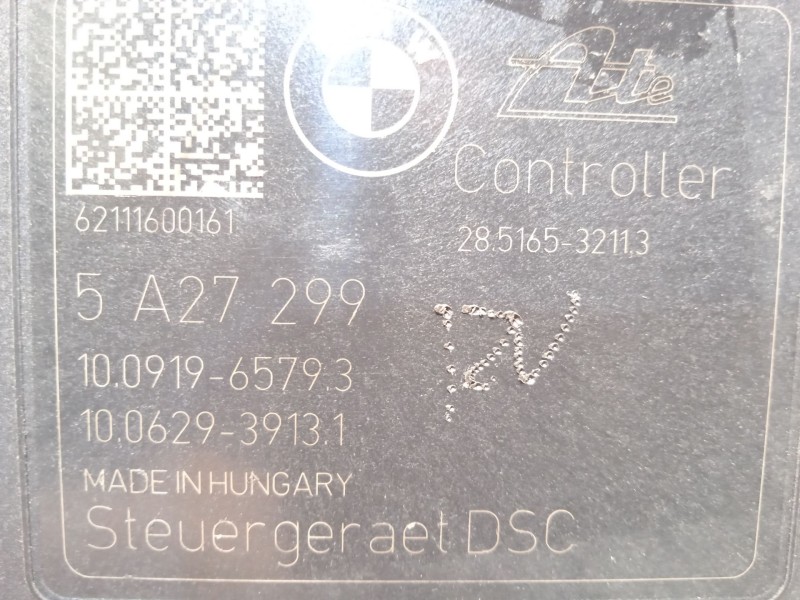 Ate
Controller
62111600161
28.5165-3211.3
5 A27 299
10.0919-6579.3
10.0629-3913.1
MADE IN HUNGARY
Steuergeraet DSC